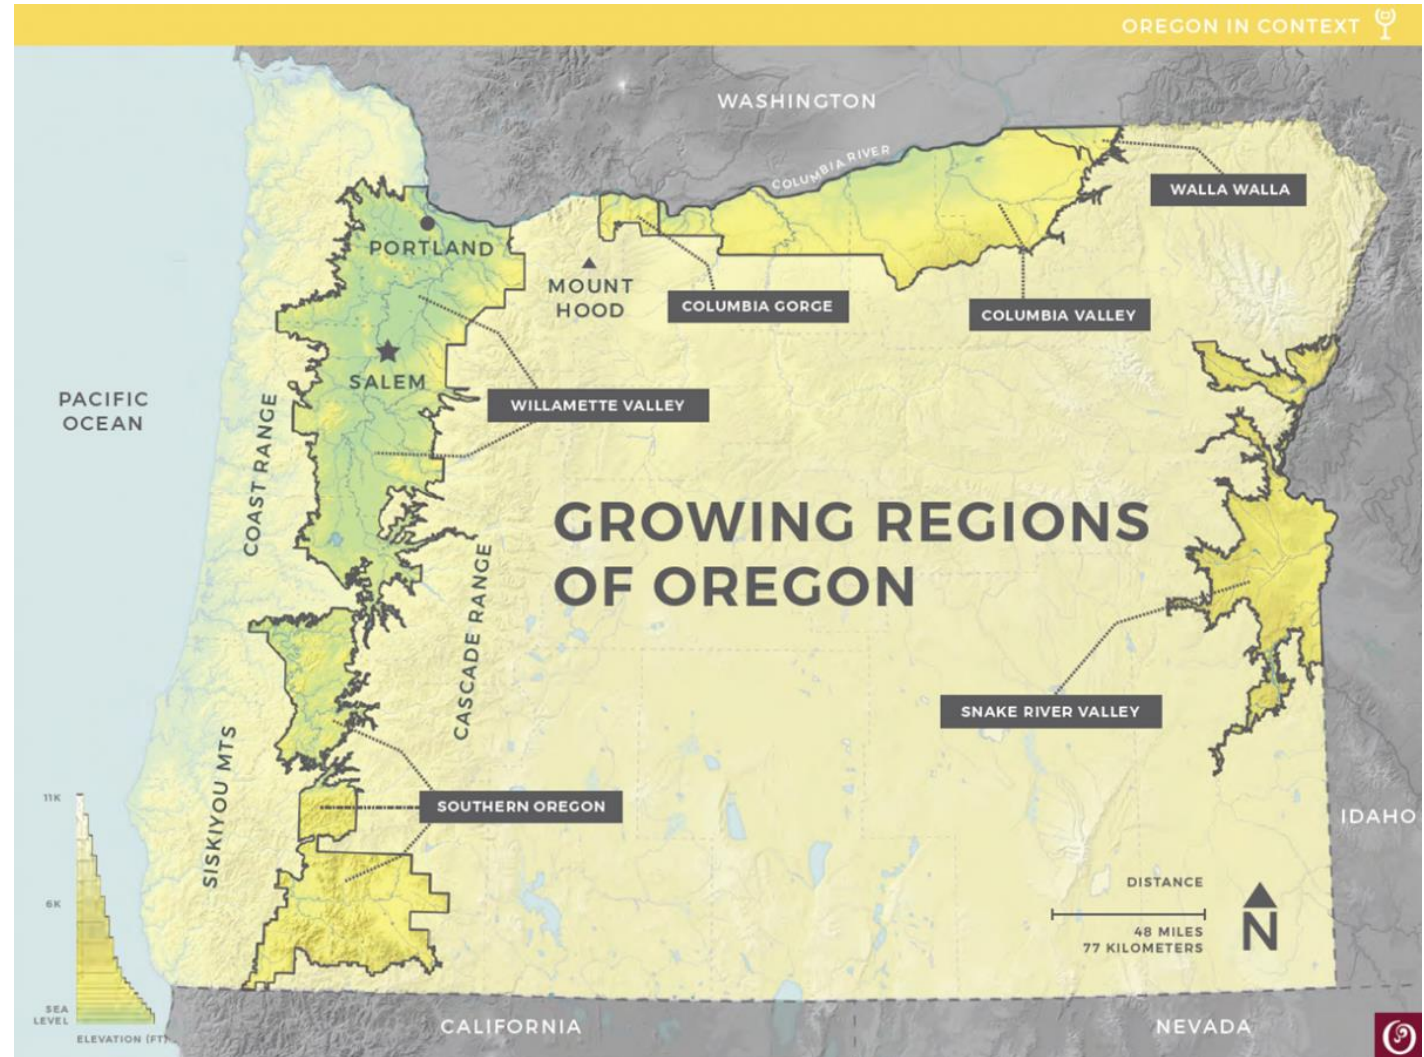 OREGON IN CONTEXT
WASHINGTON
COLUMBIA RIVER
WALLA WALLA
PORTLAND
MOUNT
HOOD
COLUMBIA GORGE
COLUMBIA VALLEY
SALEM
WILLAMETTE VALLEY
PACIFIC
OCEAN
COAST RANGE
GROWING REGIONS
OF OREGON
CASCADE RANGE
SNAKE RIVER VALLEY
SISKIYOU MTS
SOUTHERN OREGON
11K
6K
SEA
LEVEL
ELEVATION (FT)
IDAHO
DISTANCE
48 MILES
77 KILOMETERS
N
CALIFORNIA
NEVADA